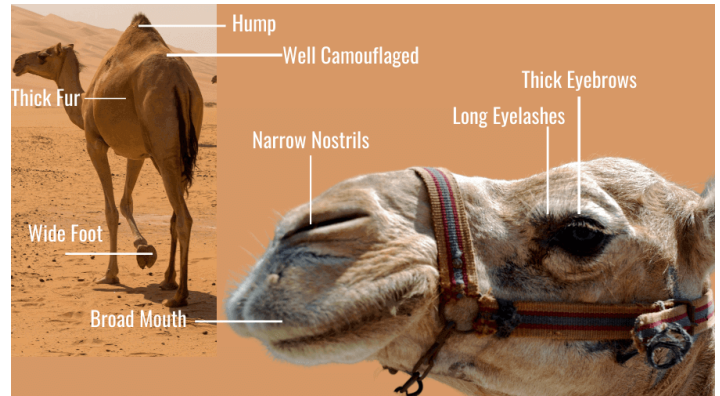 Hump
Well Camouflaged
Thick Eyebrows
Thick Fur
Long Eyelashes
Narrow Nostrils
Wide Foot
Broad Mouth